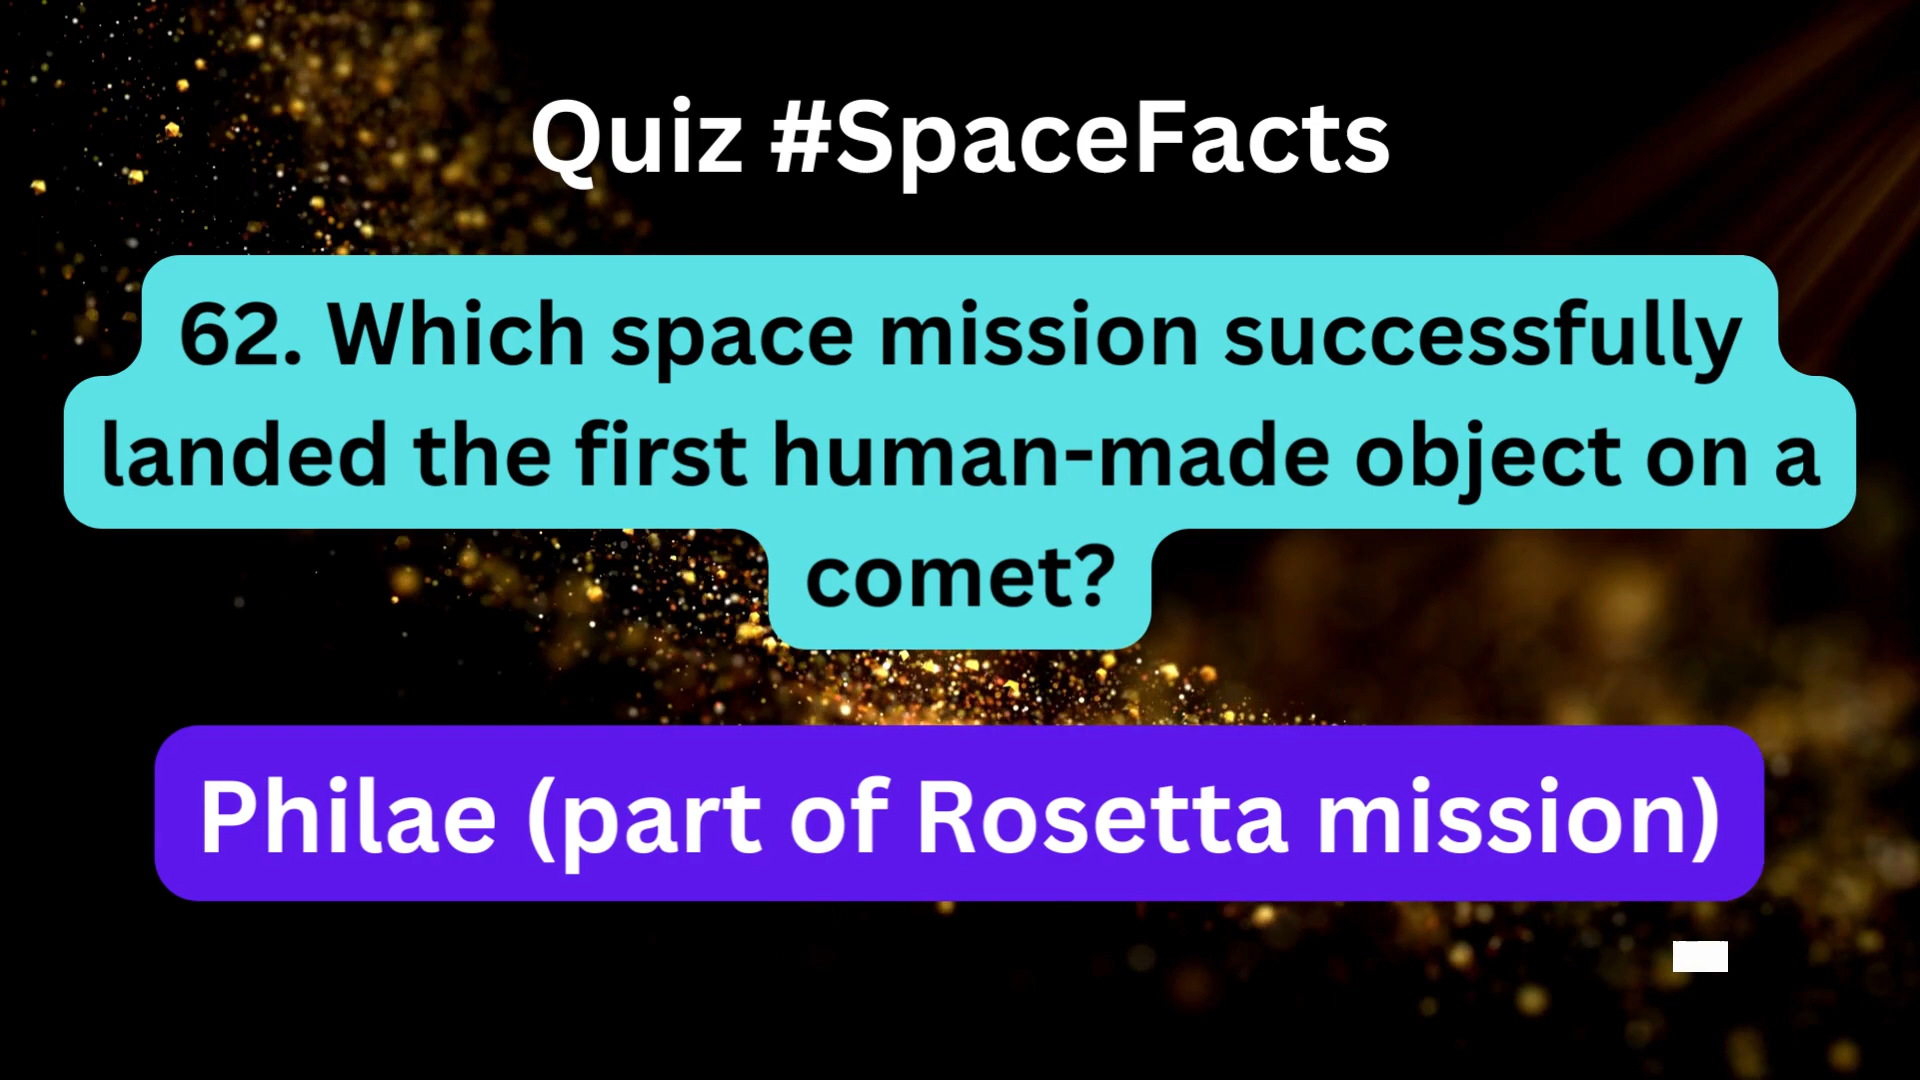 Quiz #SpaceFacts
62. Which space mission successfully
landed the first human-made object on a
comet?
Philae (part of Rosetta mission)